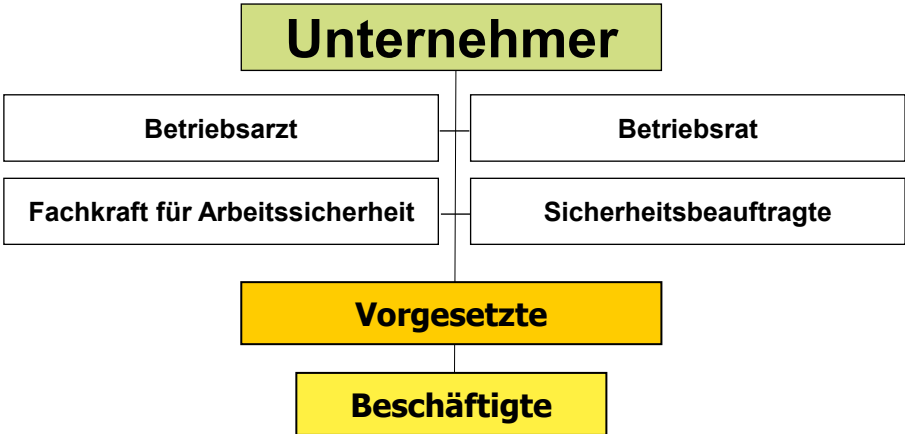 Unternehmer
Betriebsarzt
Betriebsrat
Fachkraft für Arbeitssicherheit
Sicherheitsbeauftragte
Vorgesetzte
Beschäftigte